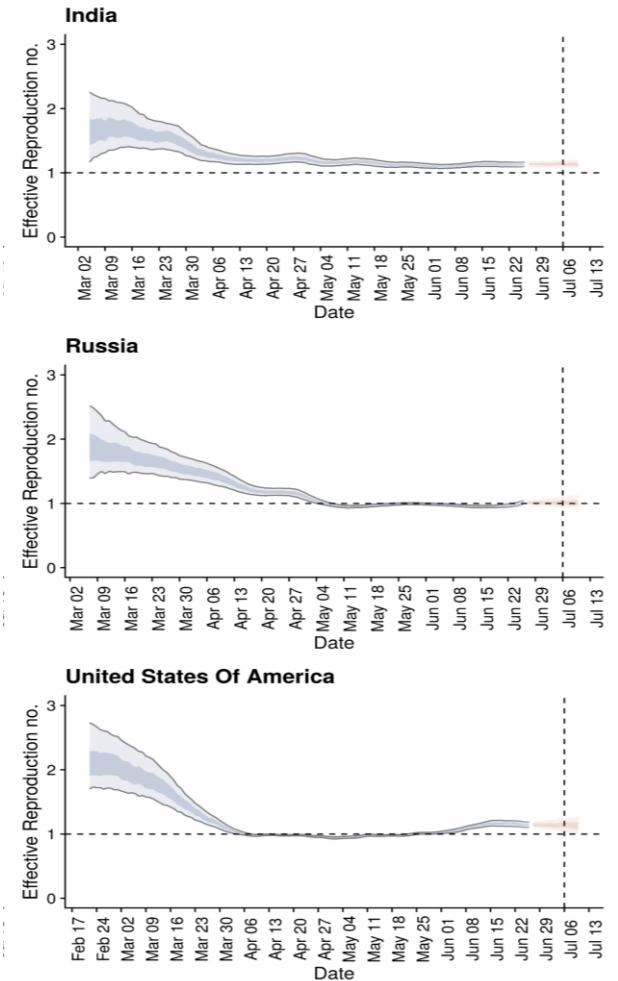 India
Effective Reproduction no.
3
2
1
0
Mar 02
Mar 09
Mar 16
Mar 23
Mar 30
Apr 06
Apr 13
Apr 20
Apr 27
May 04
May 11
May 18
May 25
Jun 01
Jun 08
Jun 15
Jun 22
Jun 29
Jul 06
Jul 13
Date
Russia
Effective Reproduction no.
3
2
1
0
Mar 02
Mar 09
Mar 16
Mar 23
Mar 30
Apr 06
Apr 13
Apr 20
Apr 27
May 04
May 11
May 18
May 25
Jun 01
Jun 08
Jun 15
Jun 22
Jun 29
Jul 06
Jul 13
Date
United States Of America
Effective Reproduction no.
3
2
1
0
Feb 17
Feb 24
Mar 02
Mar 09
Mar 16
Mar 23
Mar 30
Apr 06
Apr 13
Apr 20
Apr 27
May 04
May 11
May 18
May 25
Jun 01
Jun 08
Jun 15
Jun 22
Jun 29
Jul 06
Jul 13
Date